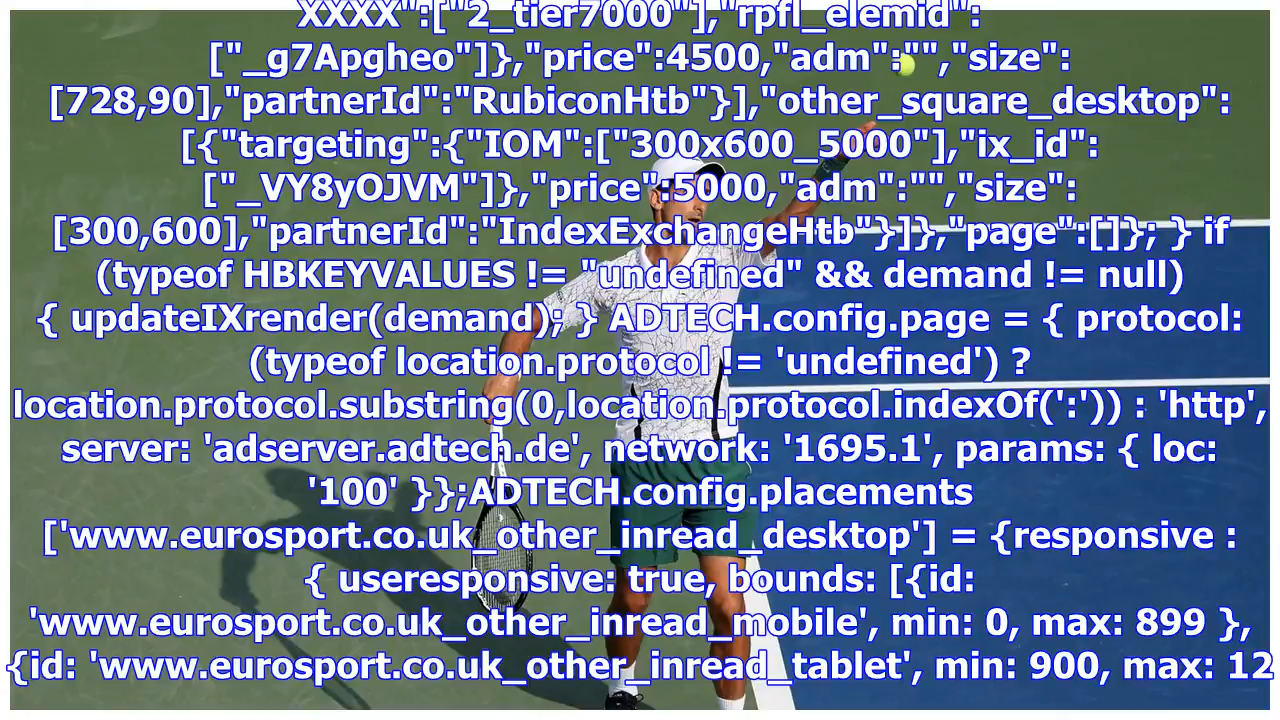 XXXX":["2_tier7000"],"rpfl_elemid":
["_g7Apgheo"]},"price":4500,"adm":"","size":
[728,90],"partnerId":"RubiconHtb"}],"other_square_desktop":
[{"targeting":{"IOM":["300x600_5000"],"ix_id":
["_VY8yOJVM"]},"price":5000,"adm":"","size":
[300,600],"partnerId":"IndexExchangeHtb"}]},"page":[]}; } if
(typeof HBKEYVALUES != "undefined" && demand != null)
{ updateIXrender(demand); } ADTECH.config.page = { protocol:
(typeof location.protocol != 'undefined') ?
location.protocol.substring(0,location.protocol.indexOf(':')) : 'http',
server: 'adserver.adtech.de', network: '1695.1', params: { loc:
'100' }};ADTECH.config.placements
['www.eurosport.co.uk_other_inread_desktop'] = {responsive :
{ useresponsive: true, bounds: [{id:
'www.eurosport.co.uk_other_inread_mobile', min: 0, max: 899 },
{id: 'www.eurosport.co.uk_other_inread_tablet', min: 900, max: 12